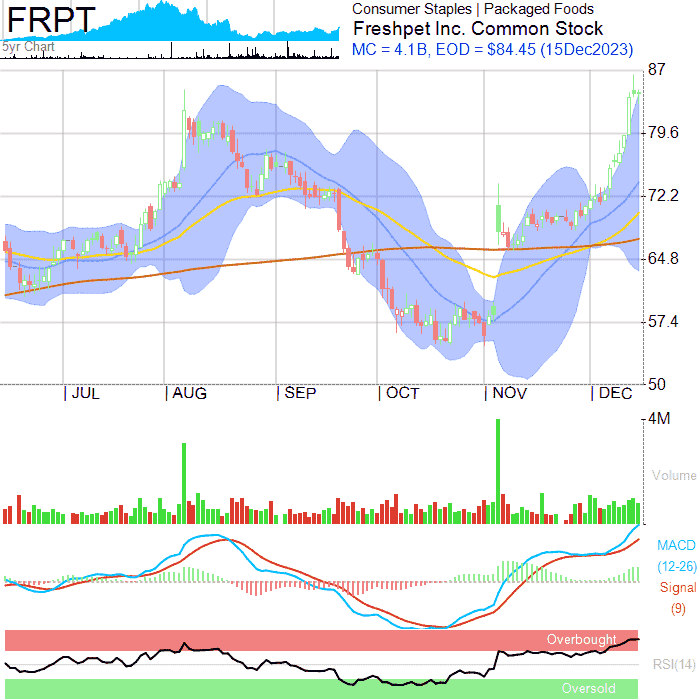 FRPT
5yr Chart
Consumer Staples | Packaged Foods
Freshpet Inc. Common Stock
MC = 4.1B, EOD = $84.45 (15Dec2023)
87
79.6
72.2
64.8
57.4
50
| JUL | AUG | SEP | OCT | NOV | DEC
4M
Volume
MACD
(12-26)
Signal
(9)
Overbought
RSI(14)
Oversold